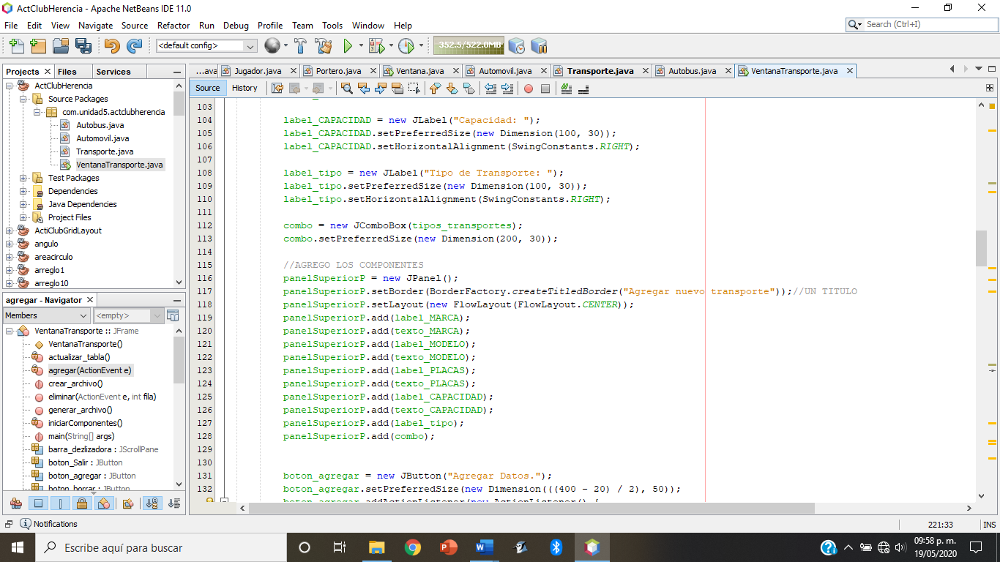 ActClubHerencia - Apache NetBeans IDE 11.0
File Edit View Navigate Source Refactor Run Debug Profile Team Tools Window Help
Search (Ctrl+I)
<default config>
352.5/522.0MB
Projects Files Services
ActClubHerencia
Source Packages
com.unidad5.actclubherencia
Autobus.java
Automovil.java
Transporte.java
VentanaTransporte.java
Test Packages
Dependencies
Java Dependencies
Project Files
ActiClubGridLayout
angulo
areacirculo
arreglo1
arreglo10
agregar - Navigator
Members <empty>
VentanaTransporte :: JFrame
VentanaTransporte()
actualizar_tabla()
agregar(ActionEvent e)
crear_archivo()
eliminar(ActionEvent e, int fila)
generar_archivo()
iniciarComponentes()
main(String[] args)
barra_dezlizadora : JScrollPane
boton_Salir : JButton
boton_agregar : JButton
boton_borrar : JButton
...ava Jugador.java Portero.java Ventana.java Automovil.java Transporte.java Autobus.java VentanaTransporte.java
Source History
103
104 label_CAPACIDAD = new JLabel("Capacidad: ");
105 label_CAPACIDAD.setPreferredSize(new Dimension(100, 30));
106 label_CAPACIDAD.setHorizontalAlignment(SwingConstants.RIGHT);
107
108 label_tipo = new JLabel("Tipo de Transporte: ");
109 label_tipo.setPreferredSize(new Dimension(100, 30));
110 label_tipo.setHorizontalAlignment(SwingConstants.RIGHT);
111
112 combo = new JComboBox(tipos_transportes);
113 combo.setPreferredSize(new Dimension(200, 30));
114
115 //AGREGO LOS COMPONENTES
116 panelSuperiorP = new JPanel();
117 panelSuperiorP.setBorder(BorderFactory.createTitledBorder("Agregar nuevo transporte"));//UN TITULO
118 panelSuperiorP.setLayout(new FlowLayout(FlowLayout.CENTER));
119 panelSuperiorP.add(label_MARCA);
120 panelSuperiorP.add(texto_MARCA);
121 panelSuperiorP.add(label_MODELO);
122 panelSuperiorP.add(texto_MODELO);
123 panelSuperiorP.add(label_PLACAS);
124 panelSuperiorP.add(texto_PLACAS);
125 panelSuperiorP.add(label_CAPACIDAD);
126 panelSuperiorP.add(texto_CAPACIDAD);
127 panelSuperiorP.add(label_tipo);
128 panelSuperiorP.add(combo);
129
130
131 boton_agregar = new JButton("Agregar Datos.");
132 boton_agregar.setPreferredSize(new Dimension(((400 - 20) / 2), 50));
boton_agregar.addActionListener(new ActionListener() {
Notifications
221:33 INS
Escribe aquí para buscar
09:58 p. m.
19/05/2020